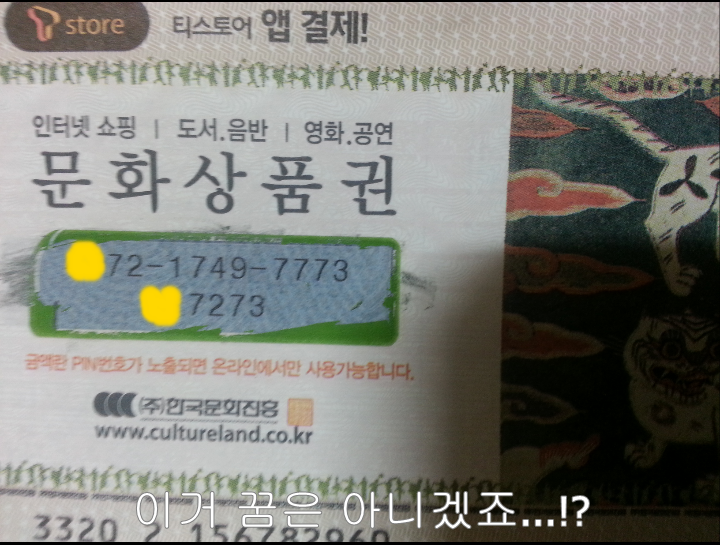 T store 티스토어 앱 결제!
인터넷 쇼핑 | 도서.음반 | 영화.공연
문화상품권
72-1749-7773
7273
금액란 PIN번호가 노출되면 온라인에서만 사용가능합니다.
(주)한국문화진흥
www.cultureland.co.kr
이거 꿈은 아니겠죠...!?
3320 2